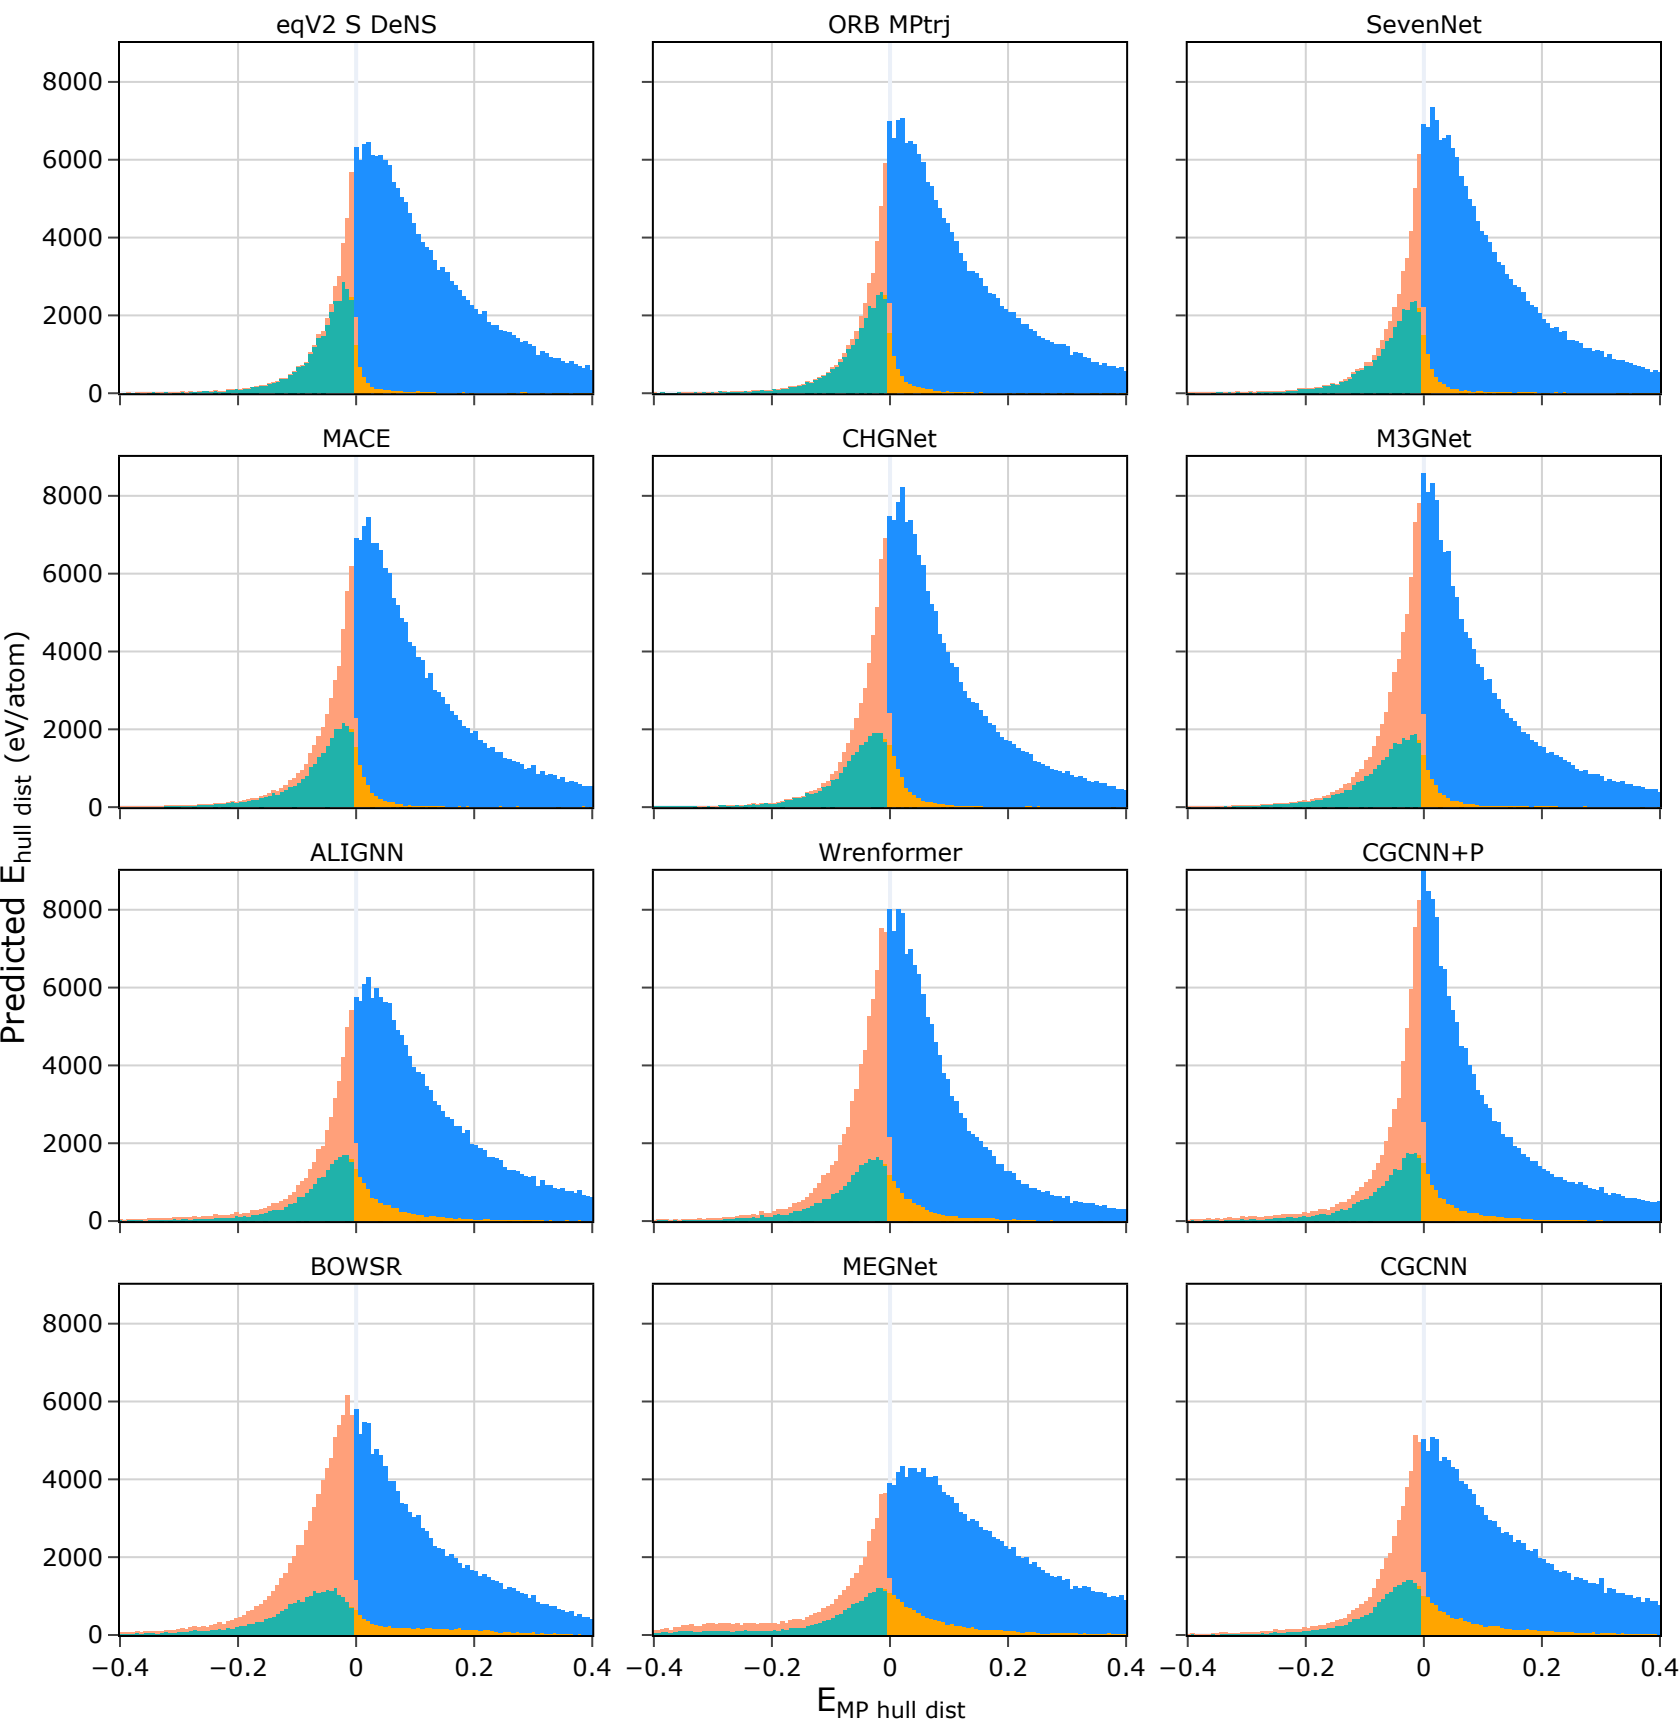 eqV2 S DeNS
ORB MPtrj
SevenNet
8000
6000
4000
2000
0
MACE
CHGNet
M3GNet
8000
6000
4000
2000
0
Predicted E hull dist (eV/atom)
ALIGNN
Wrenformer
CGCNN+P
8000
6000
4000
2000
0
BOWSR
MEGNet
CGCNN
8000
6000
4000
2000
0
−0.4 −0.2 0 0.2 0.4 −0.4 −0.2 0 0.2 0.4 −0.4 −0.2 0 0.2 0.4
E MP hull dist